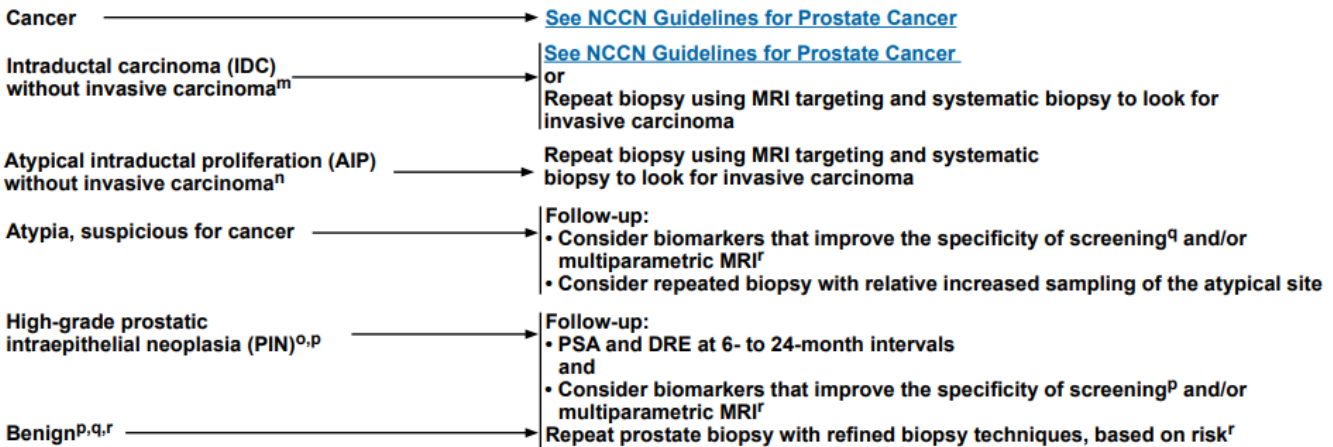 Cancer
See NCCN Guidelines for Prostate Cancer
Intraductal carcinoma (IDC)
without invasive carcinomaᵐ
See NCCN Guidelines for Prostate Cancer
or
Repeat biopsy using MRI targeting and systematic biopsy to look for
invasive carcinoma
Atypical intraductal proliferation (AIP)
without invasive carcinomaⁿ
Repeat biopsy using MRI targeting and systematic
biopsy to look for invasive carcinoma
Atypia, suspicious for cancer
Follow-up:
• Consider biomarkers that improve the specificity of screening^q and/or
multiparametric MRIʳ
• Consider repeated biopsy with relative increased sampling of the atypical site
High-grade prostatic
intraepithelial neoplasia (PIN)^o,p
Follow-up:
• PSA and DRE at 6- to 24-month intervals
and
• Consider biomarkers that improve the specificity of screeningᵖ and/or
multiparametric MRIʳ
Benign^p,q,r
Repeat prostate biopsy with refined biopsy techniques, based on riskʳ